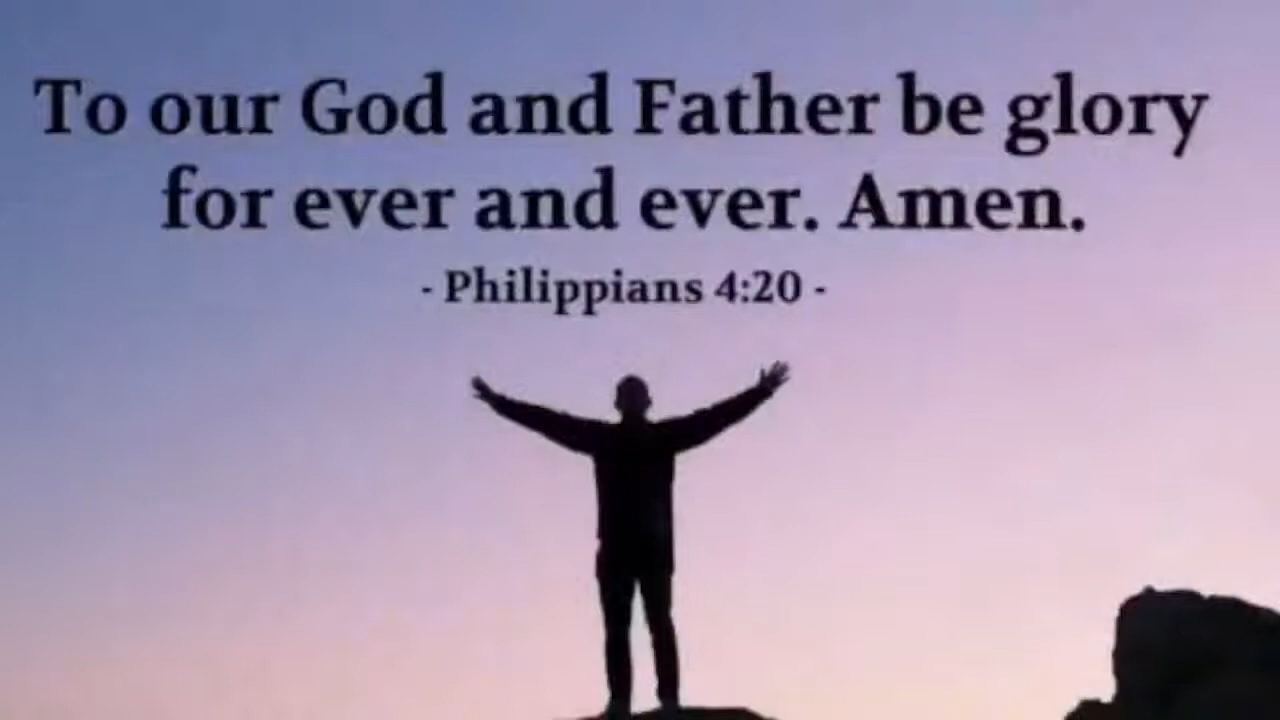 To our God and Father be glory
for ever and ever. Amen.
- Philippians 4:20 -